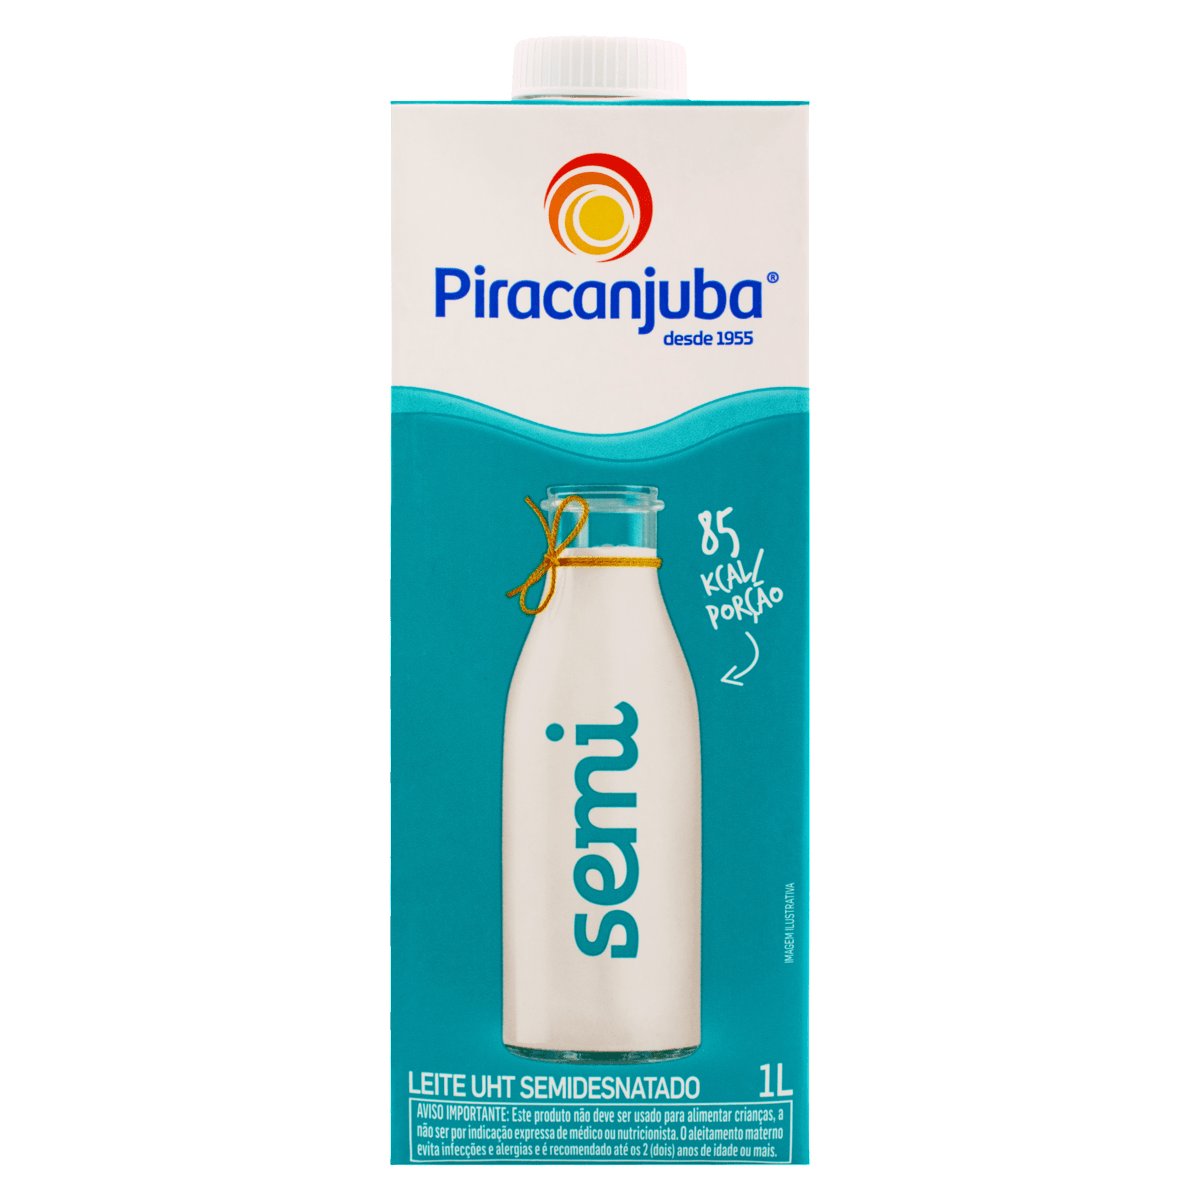 Piracanjuba®
desde 1955
85
KCAL/
PORÇÃO
semi
IMAGEM ILUSTRATIVA
LEITE UHT SEMIDESNATADO 1L
AVISO IMPORTANTE: Este produto não deve ser usado para alimentar crianças, a
não ser por indicação expressa de médico ou nutricionista. O aleitamento materno
evita infecções e alergias e é recomendado até os 2 (dois) anos de idade ou mais.